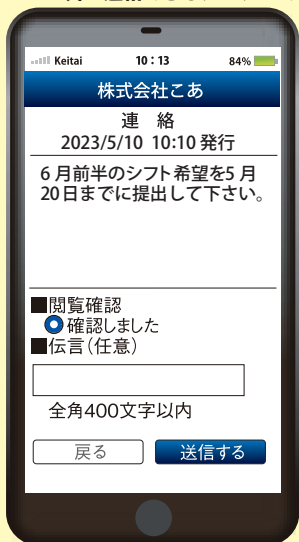 Keitai 10:13 84%
株式会社こあ
連 絡
2023/5/10 10:10 発行
6月前半のシフト希望を5月
20日までに提出して下さい。
■閲覧確認
確認しました
■伝言(任意)
全角400文字以内
戻る 送信する